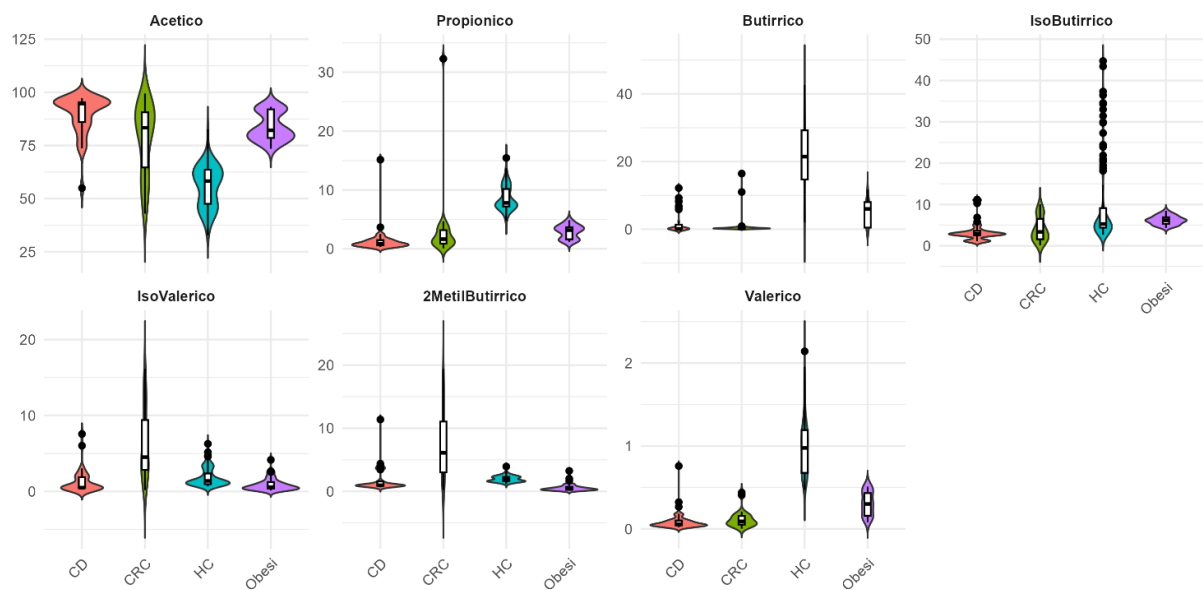 Acetico
Propionico
Butirrico
IsoButirrico
125
100
75
50
25
30
20
10
0
40
20
0
50
40
30
20
10
0
CD
CRC
HC
Obesi
IsoValerico
2MetilButirrico
Valerico
20
10
0
20
10
0
2
1
0
CD
CRC
HC
Obesi
CD
CRC
HC
Obesi
CD
CRC
HC
Obesi